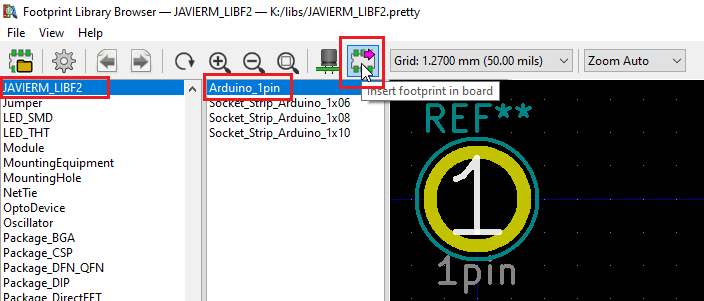 Footprint Library Browser — JAVIERM_LIBF2 — K:/libs/JAVIERM_LIBF2.pretty
File View Help
Grid: 1.2700 mm (50.00 mils)
Zoom Auto
JAVIERM_LIBF2
Jumper
LED_SMD
LED_THT
Module
MountingEquipment
MountingHole
NetTie
OptoDevice
Oscillator
Package_BGA
Package_CSP
Package_DFN_QFN
Package_DIP
Package_DirectFET
Arduino_1pin
Socket_Strip_Arduino_1x06
Socket_Strip_Arduino_1x08
Socket_Strip_Arduino_1x10
Insert footprint in board
REF**
1
1pin